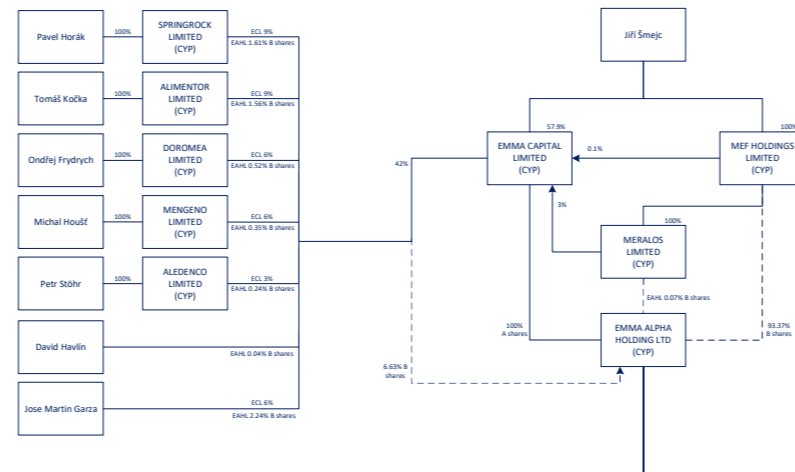 Pavel Horák
100%
SPRINGROCK
LIMITED
(CYP)
ECL 9%
EAHL 1.61% B shares
Tomáš Kočka
100%
ALIMENTOR
LIMITED
(CYP)
ECL 9%
EAHL 1.56% B shares
Ondřej Frydrych
100%
DOROMEA
LIMITED
(CYP)
ECL 6%
EAHL 0.52% B shares
Michal Houšť
100%
MENGENO
LIMITED
(CYP)
ECL 6%
EAHL 0.35% B shares
Petr Stöhr
100%
ALEDENCO
LIMITED
(CYP)
ECL 3%
EAHL 0.24% B shares
David Havlín
EAHL 0.04% B shares
Jose Martin Garza
ECL 6%
EAHL 2.24% B shares
42%
6.63% B
shares
Jiří Šmejc
57.9%
EMMA CAPITAL
LIMITED
(CYP)
0.1%
100%
MEF HOLDINGS
LIMITED
(CYP)
3%
100%
MERALOS
LIMITED
(CYP)
EAHL 0.07% B shares
100%
A shares
EMMA ALPHA
HOLDING LTD
(CYP)
93.37%
B shares